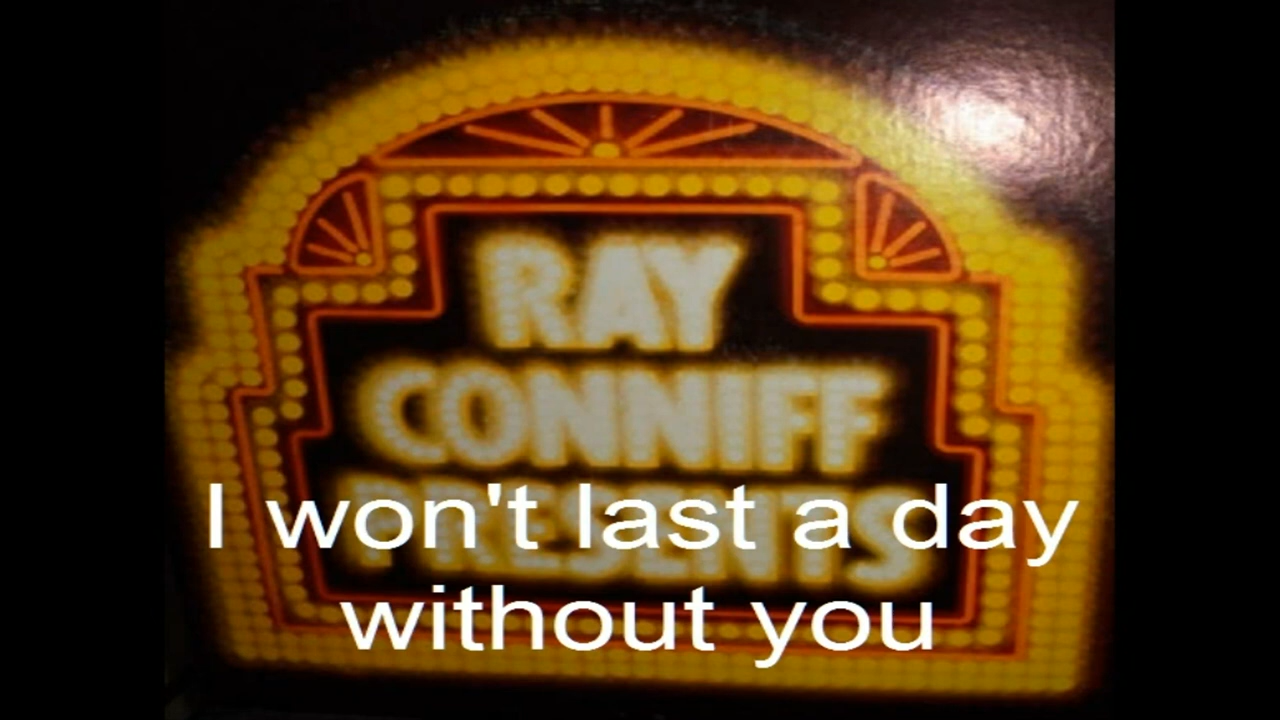 RAY
CONNIFF
PRESENTS
I won't last a day
without you